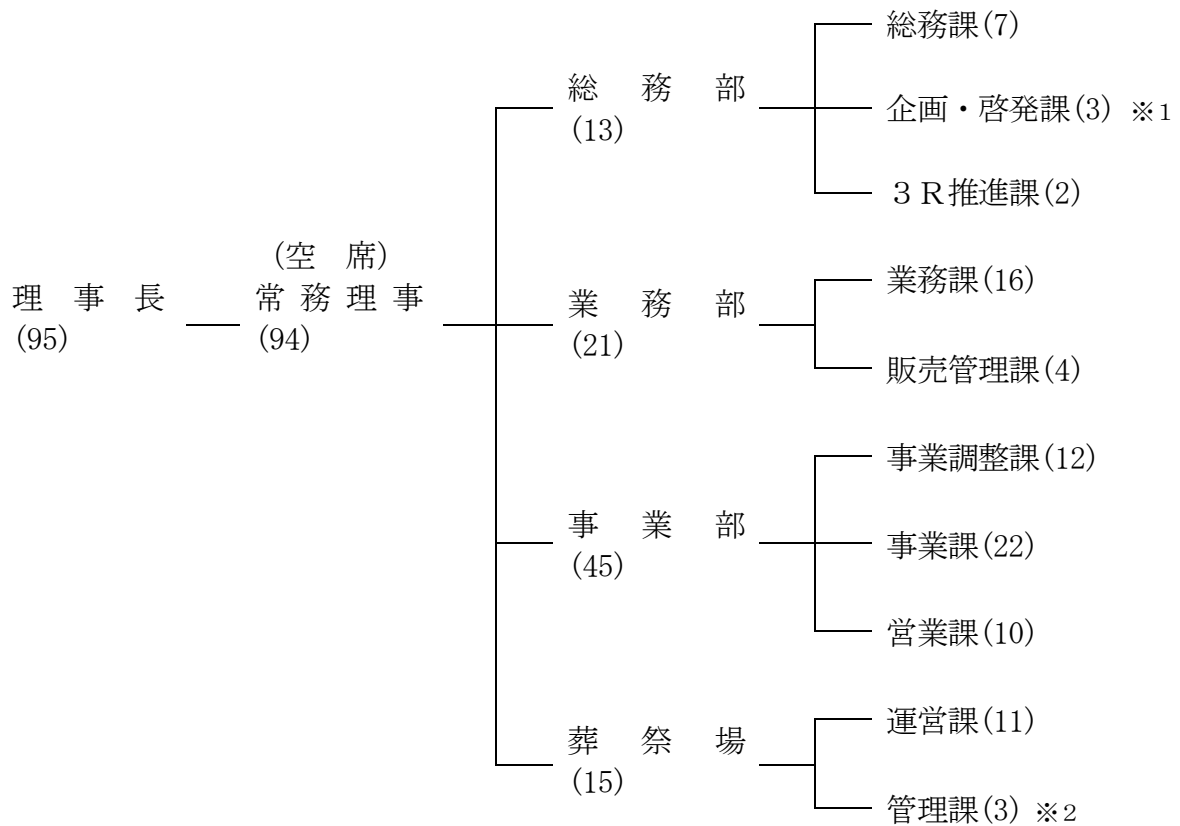 理事長
(95)
(空席)
常務理事
(94)
総務部
(13)
総務課(7)
企画・啓発課(3) ※1
３Ｒ推進課(2)
業務部
(21)
業務課(16)
販売管理課(4)
事業部
(45)
事業調整課(12)
事業課(22)
営業課(10)
葬祭場
(15)
運営課(11)
管理課(3) ※2